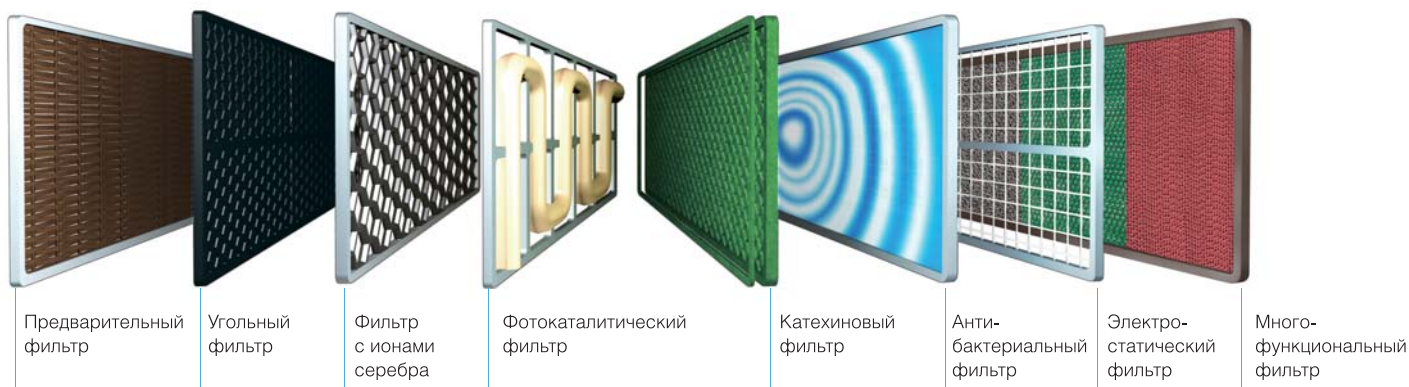 Предварительный
фильтр
Угольный
фильтр
Фильтр
с ионами
серебра
Фотокаталитический
фильтр
Катехиновый
фильтр
Анти-
бактериальный
фильтр
Электро-
статический
фильтр
Много-
функциональный
фильтр